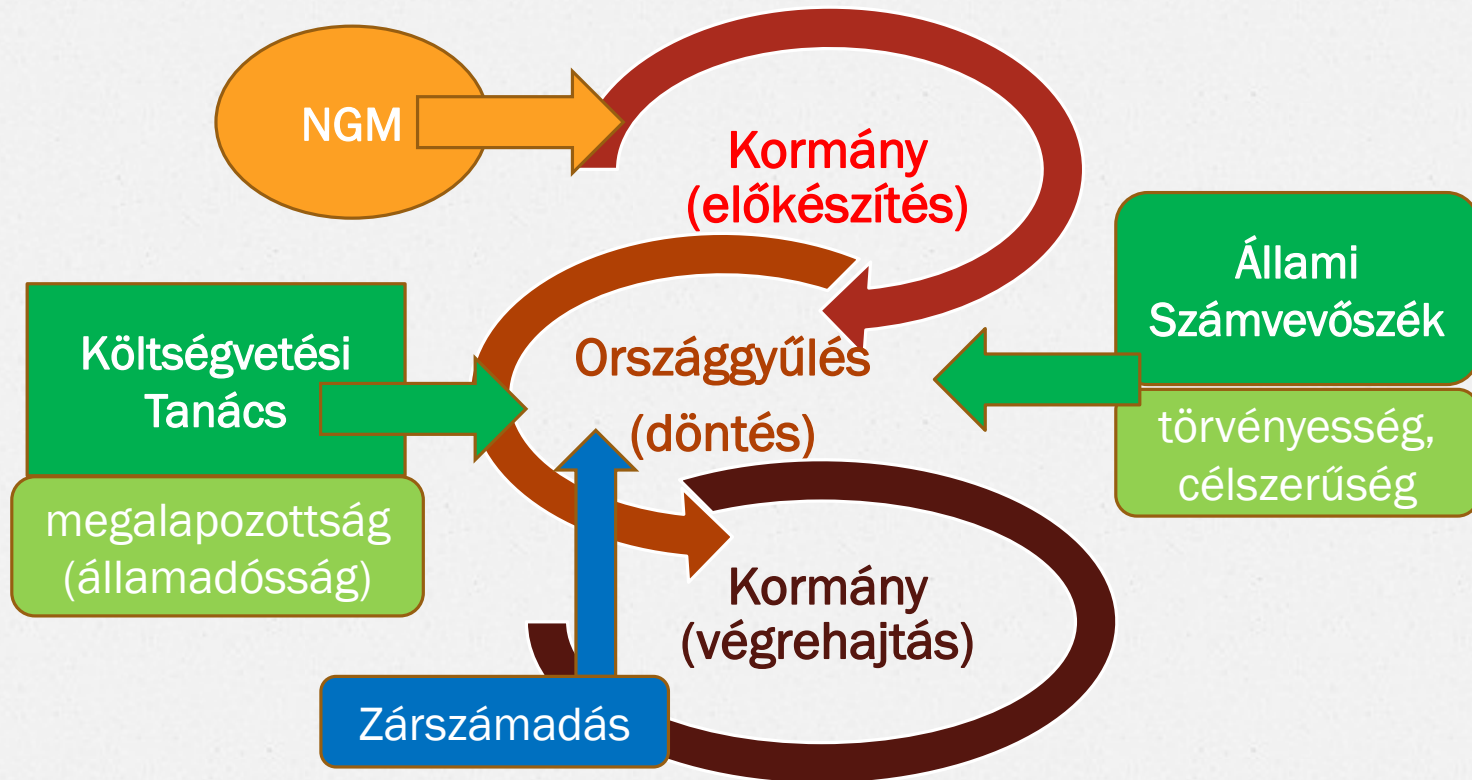 NGM
Kormány
(előkészítés)
Állami
Számvevőszék
törvényesség,
célszerűség
Költségvetési
Tanács
megalapozottság
(államadósság)
Országgyűlés
(döntés)
Kormány
(végrehajtás)
Zárszámadás